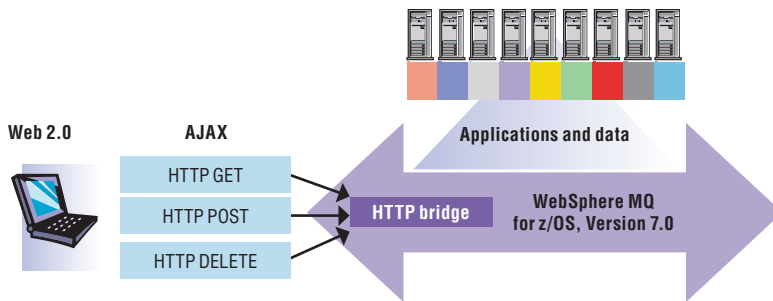 Web 2.0
AJAX
Applications and data
HTTP GET
HTTP POST
HTTP DELETE
HTTP bridge
WebSphere MQ
for z/OS, Version 7.0